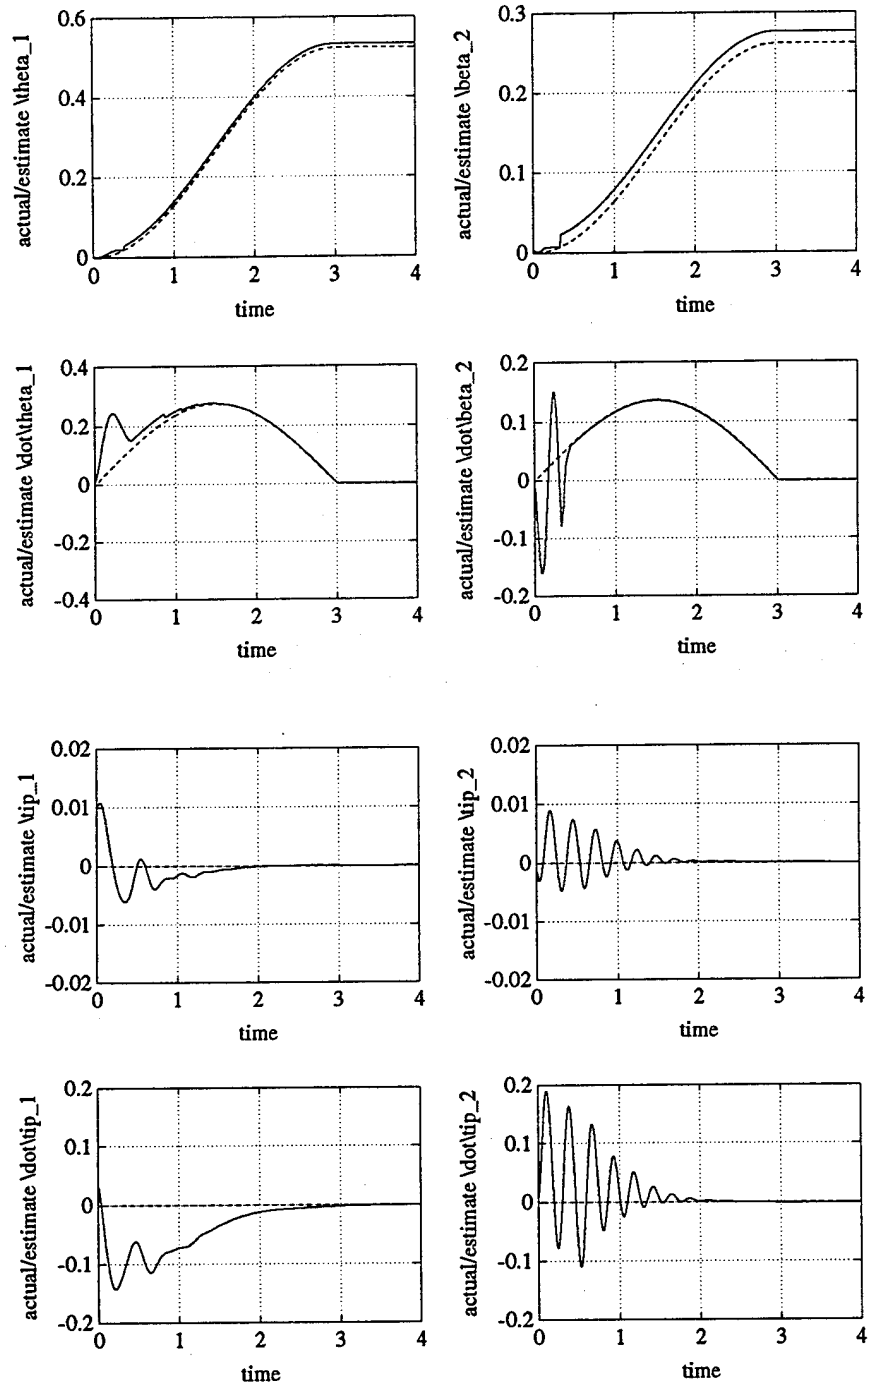 actual/estimate \theta_1
0.6
0.4
0.2
0
0 1 2 3 4
time
actual/estimate \beta_2
0.3
0.2
0.1
0
0 1 2 3 4
time
actual/estimate \dot\theta_1
0.4
0.2
0
-0.2
-0.4
0 1 2 3 4
time
actual/estimate \dot\beta_2
0.2
0.1
0
-0.1
-0.2
0 1 2 3 4
time
actual/estimate \tip_1
0.02
0.01
0
-0.01
-0.02
0 1 2 3 4
time
actual/estimate \tip_2
0.02
0.01
0
-0.01
-0.02
0 1 2 3 4
time
actual/estimate \dot\tip_1
0.2
0.1
0
-0.1
-0.2
0 1 2 3 4
time
actual/estimate \dot\tip_2
0.2
0.1
0
-0.1
-0.2
0 1 2 3 4
time